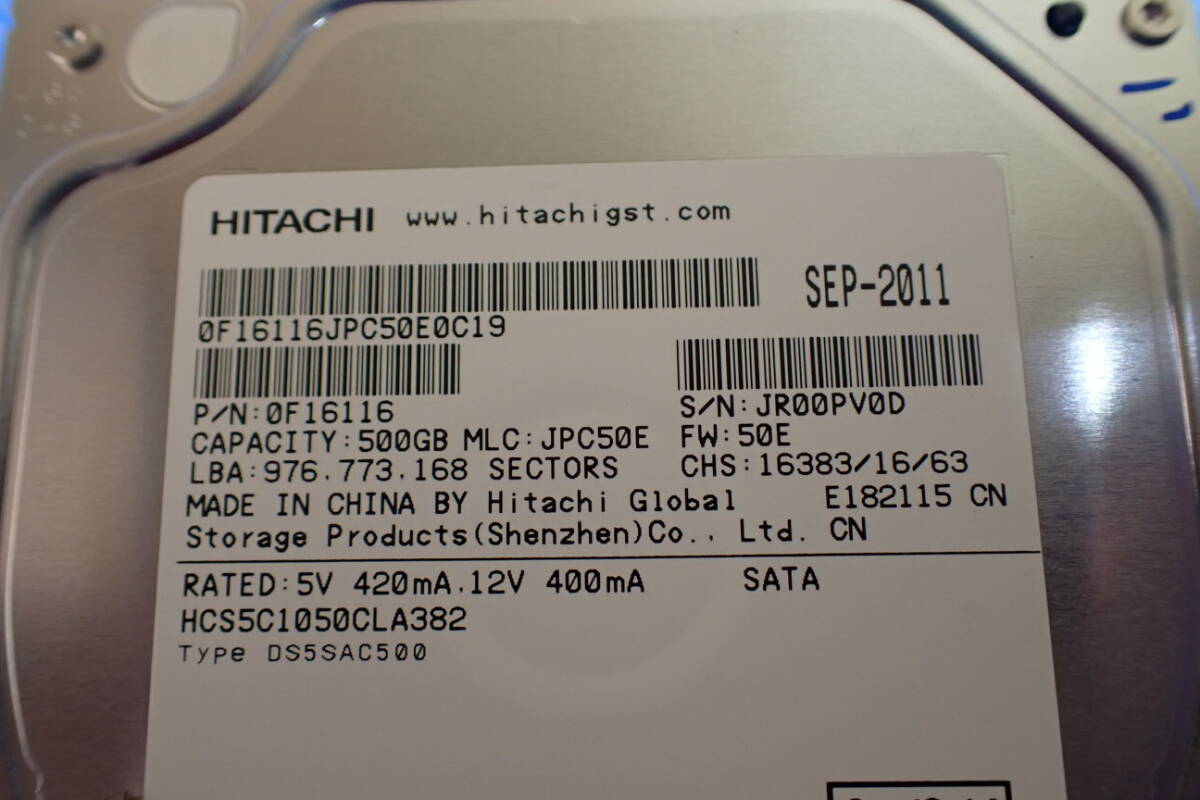 HITACHI www.hitachigst.com
SEP-2011
0F16116JPC50E0C19
P/N:0F16116 S/N:JR00PV0D
CAPACITY:500GB MLC:JPC50E FW:50E
LBA:976,773,168 SECTORS CHS:16383/16/63
MADE IN CHINA BY Hitachi Global E182115 CN
Storage Products(Shenzhen)Co., Ltd. CN
RATED:5V 420mA,12V 400mA SATA
HCS5C1050CLA382
Type DS5SAC500